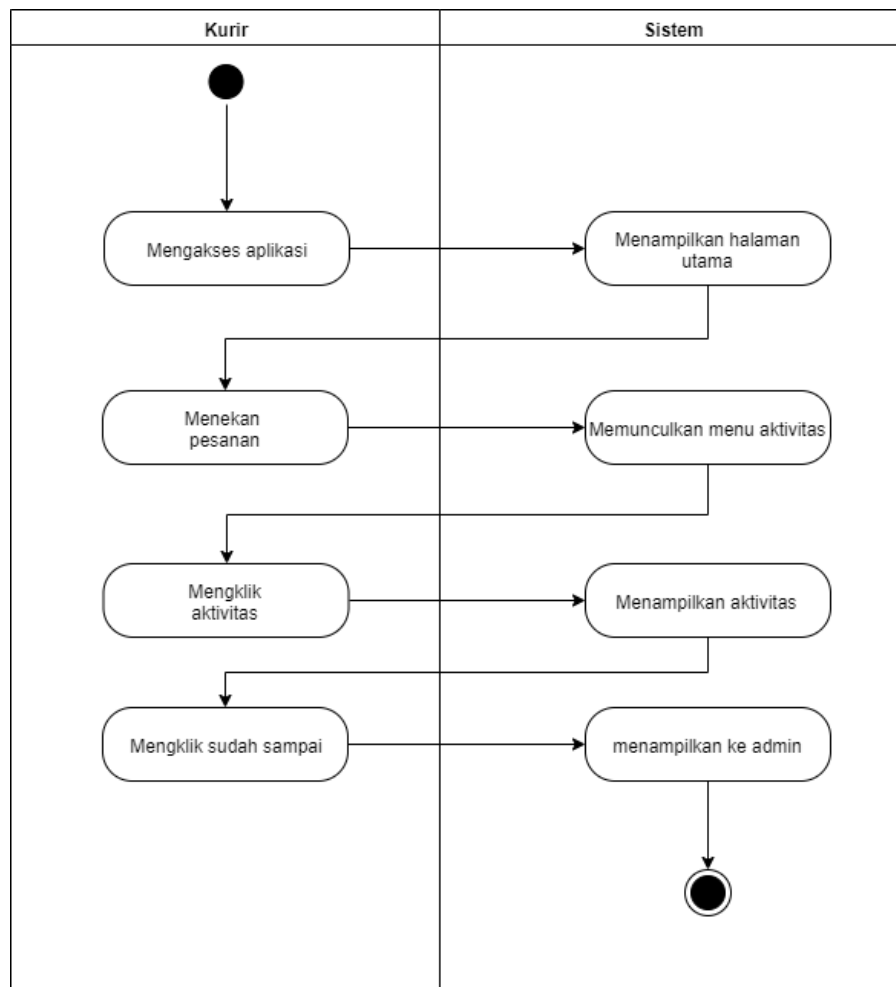 Kurir
Sistem
Mengakses aplikasi
Menampilkan halaman
utama
Menekan
pesanan
Memunculkan menu aktivitas
Mengklik
aktivitas
Menampilkan aktivitas
Mengklik sudah sampai
menampilkan ke admin